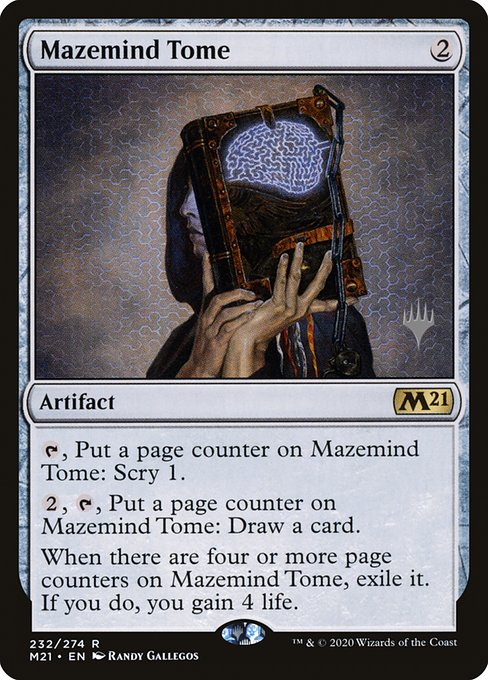 Mazemind Tome 2
Artifact M21
, Put a page counter on Mazemind
Tome: Scry 1.
2, , Put a page counter on
Mazemind Tome: Draw a card.
When there are four or more page
counters on Mazemind Tome, exile it.
If you do, you gain 4 life.
232/274 R
M21 • EN Randy Gallegos
™ & © 2020 Wizards of the Coast